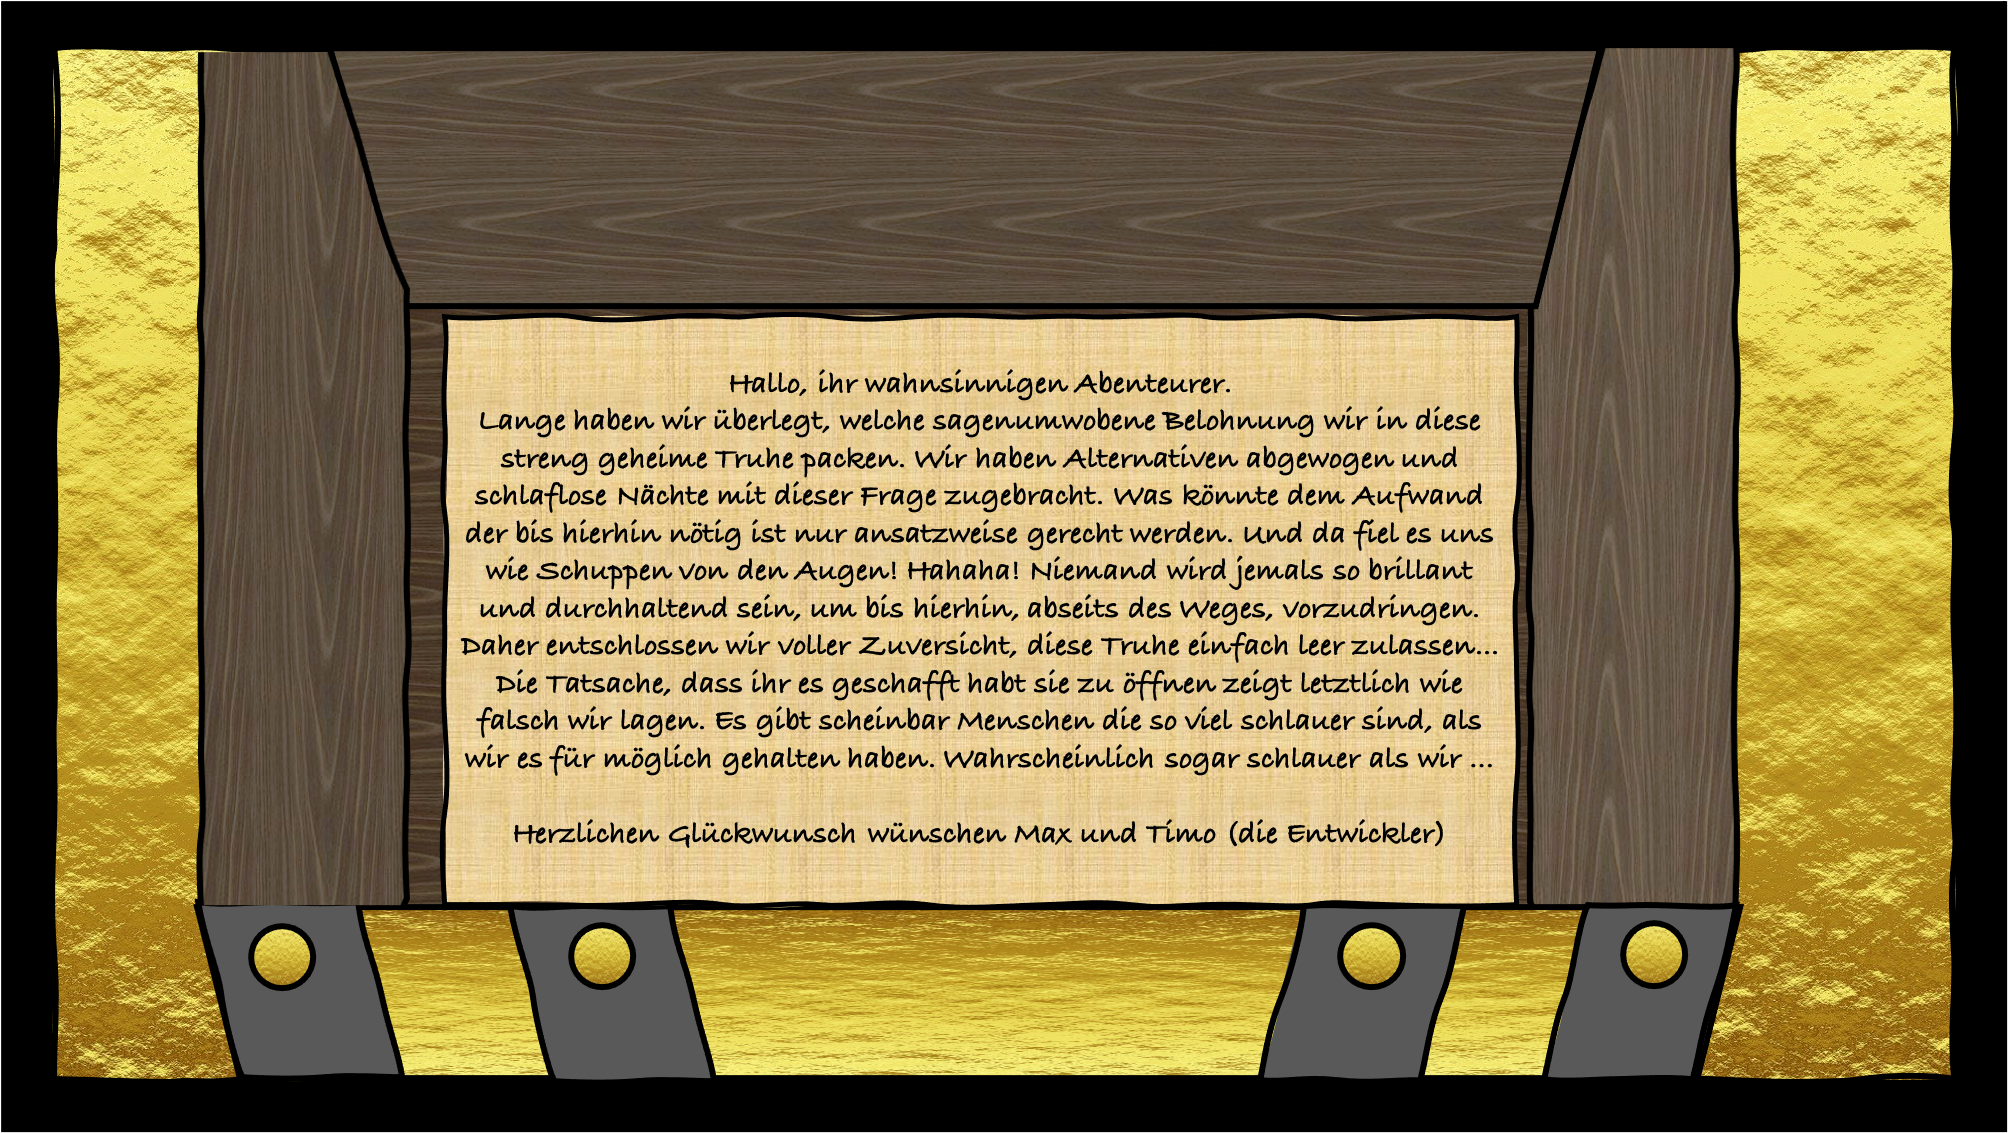 Hallo, ihr wahnsinnigen Abenteurer.
Lange haben wir überlegt, welche sagenumwobene Belohnung wir in diese
streng geheime Truhe packen. Wir haben Alternativen abgewogen und
schlaflose Nächte mit dieser Frage zugebracht. Was könnte dem Aufwand
der bis hierhin nötig ist nur ansatzweise gerecht werden. Und da fiel es uns
wie Schuppen von den Augen! Hahaha! Niemand wird jemals so brillant
und durchhaltend sein, um bis hierhin, abseits des Weges, vorzudringen.
Daher entschlossen wir voller Zuversicht, diese Truhe einfach leer zulassen...
Die Tatsache, dass ihr es geschafft habt sie zu öffnen zeigt letztlich wie
falsch wir lagen. Es gibt scheinbar Menschen die so viel schlauer sind, als
wir es für möglich gehalten haben. Wahrscheinlich sogar schlauer als wir ...
Herzlichen Glückwunsch wünschen Max und Timo (die Entwickler)